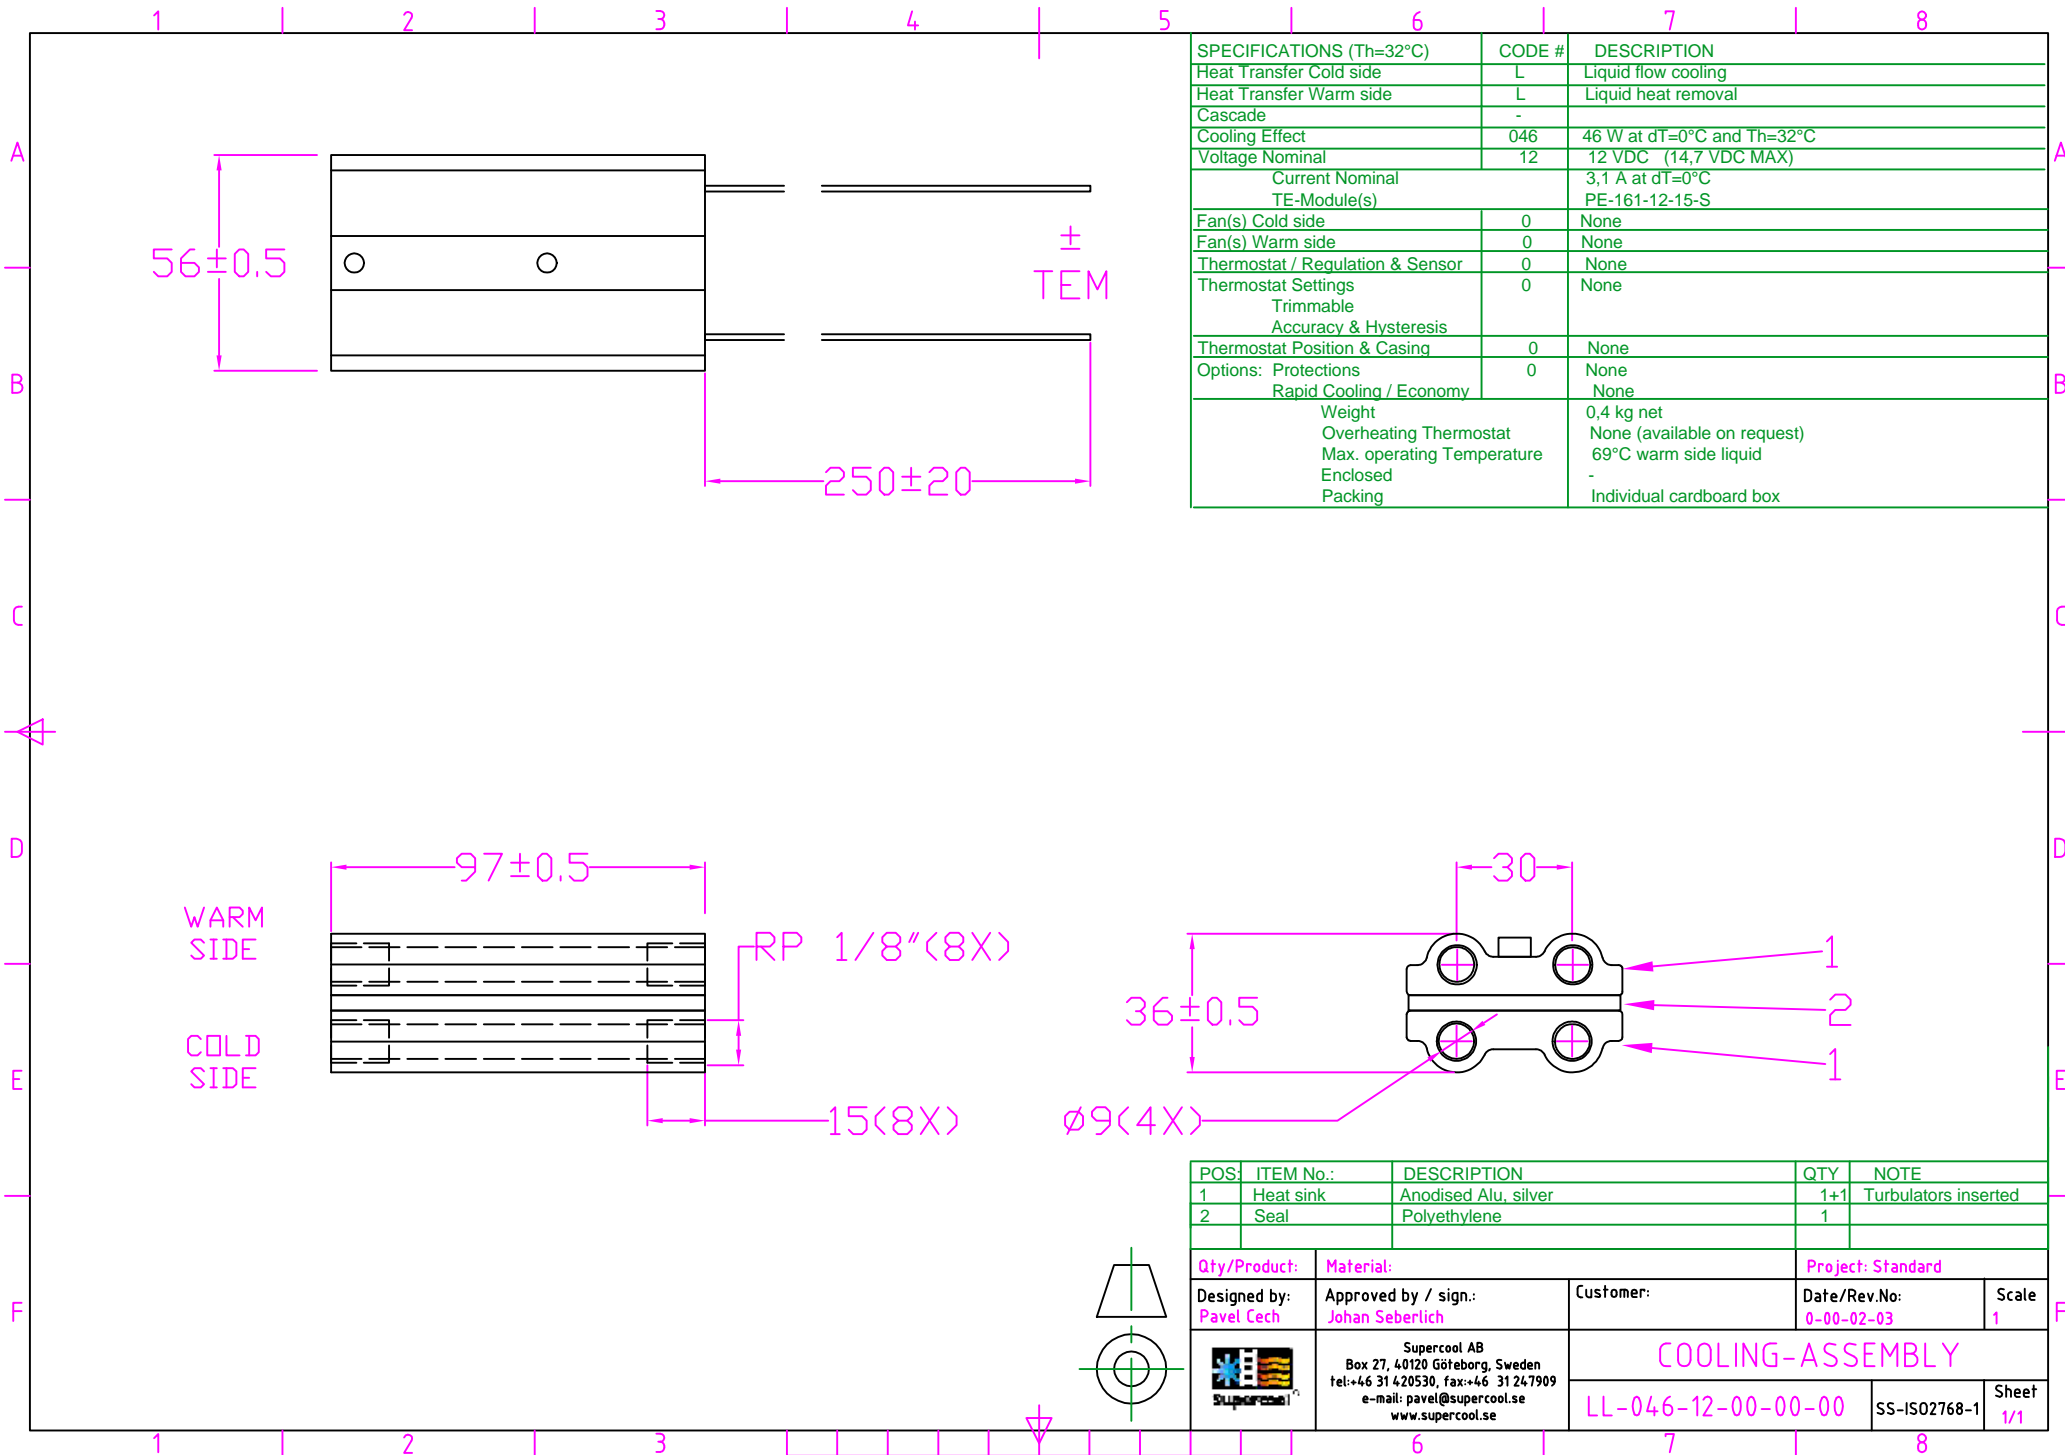 1 2 3 4 5 6 7 8
A
B
C
D
E
F
A
B
C
D
E
F
SPECIFICATIONS (Th=32°C) CODE # DESCRIPTION
Heat Transfer Cold side L Liquid flow cooling
Heat Transfer Warm side L Liquid heat removal
Cascade -
Cooling Effect 046 46 W at dT=0°C and Th=32°C
Voltage Nominal 12 12 VDC (14,7 VDC MAX)
Current Nominal 3,1 A at dT=0°C
TE-Module(s) PE-161-12-15-S
Fan(s) Cold side 0 None
Fan(s) Warm side 0 None
Thermostat / Regulation & Sensor 0 None
Thermostat Settings 0 None
Trimmable
Accuracy & Hysteresis
Thermostat Position & Casing 0 None
Options: Protections 0 None
Rapid Cooling / Economy None
Weight 0,4 kg net
Overheating Thermostat None (available on request)
Max. operating Temperature 69°C warm side liquid
Enclosed -
Packing Individual cardboard box
56±0.5
±
TEM
250±20
97±0.5
WARM
SIDE
COLD
SIDE
RP 1/8"(8X)
15(8X)
30
36±0.5
Ø9(4X)
1
2
1
POS: ITEM No.: DESCRIPTION QTY NOTE
1 Heat sink Anodised Alu, silver 1+1 Turbulators inserted
2 Seal Polyethylene 1
Qty/Product: Material: Project: Standard
Designed by: Approved by / sign.: Customer: Date/Rev.No: Scale
Pavel Cech Johan Seberlich 0-00-02-03 1
Supercool
Supercool AB
Box 27, 40120 Göteborg, Sweden
tel:+46 31 420530, fax:+46 31 247909
e-mail: pavel@supercool.se
www.supercool.se
COOLING-ASSEMBLY
LL-046-12-00-00-00 SS-ISO2768-1 Sheet
1/1
1 2 3 6 7 8